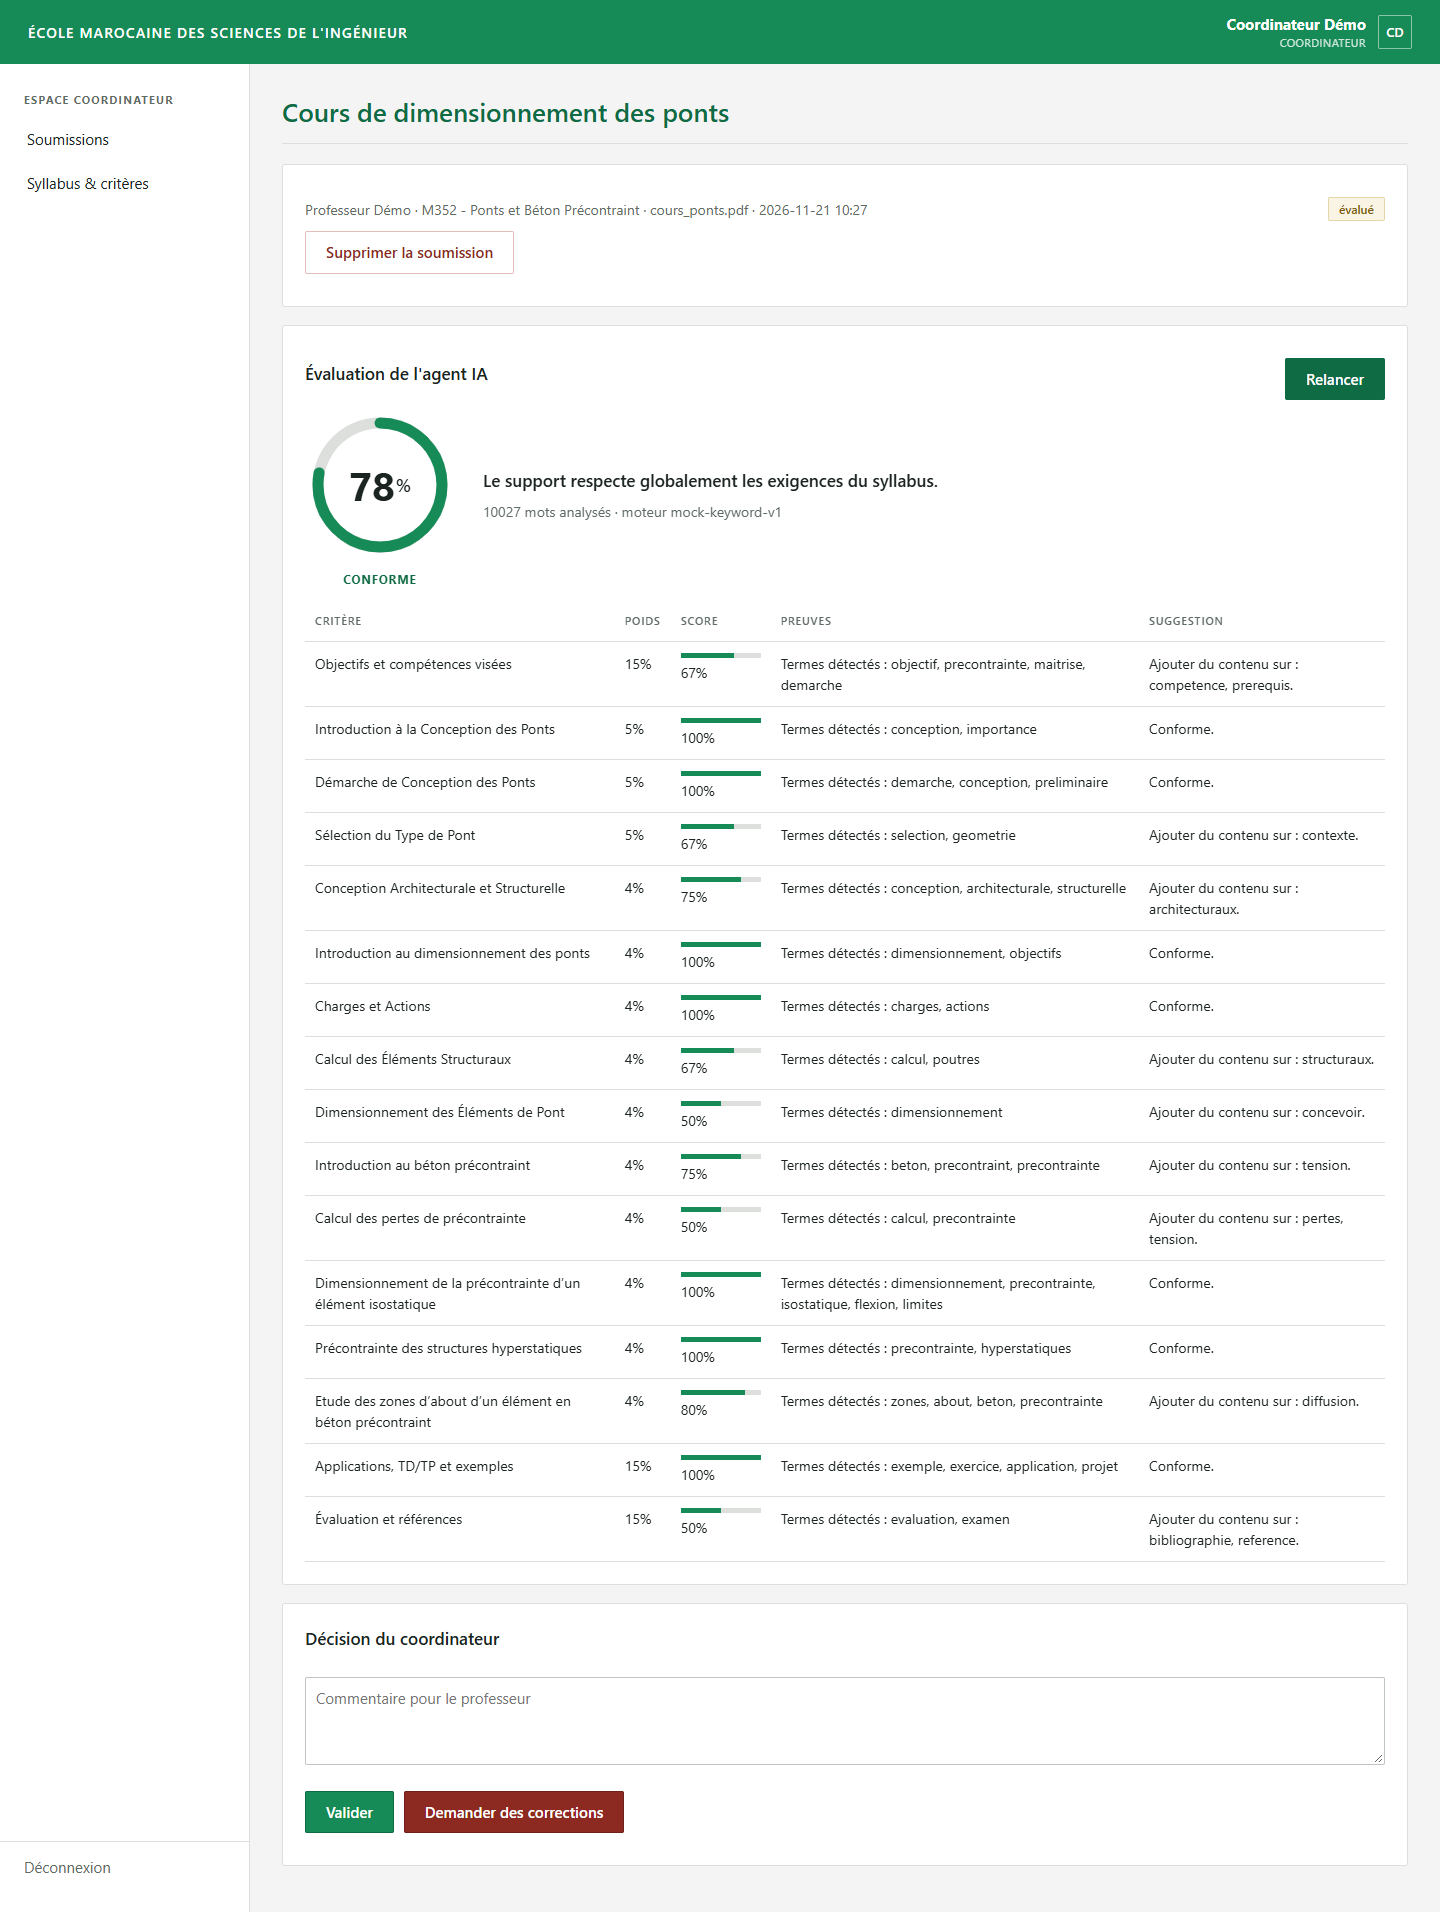 ÉCOLE MAROCAINE DES SCIENCES DE L'INGÉNIEUR
Coordinateur Démo
COORDINATEUR
CD
ESPACE COORDINATEUR
Soumissions
Syllabus & critères
Déconnexion
Cours de dimensionnement des ponts
Professeur Démo · M352 - Ponts et Béton Précontraint · cours_ponts.pdf · 2026-11-21 10:27
évalué
Supprimer la soumission
Évaluation de l'agent IA
Relancer
78%
CONFORME
Le support respecte globalement les exigences du syllabus.
10027 mots analysés · moteur mock-keyword-v1
CRITÈRE POIDS SCORE PREUVES SUGGESTION
Objectifs et compétences visées 15% 67% Termes détectés : objectif, precontrainte, maitrise, Ajouter du contenu sur :
demarche competence, prerequis.
Introduction à la Conception des Ponts 5% 100% Termes détectés : conception, importance Conforme.
Démarche de Conception des Ponts 5% 100% Termes détectés : demarche, conception, preliminaire Conforme.
Sélection du Type de Pont 5% 67% Termes détectés : selection, geometrie Ajouter du contenu sur : contexte.
Conception Architecturale et Structurelle 4% 75% Termes détectés : conception, architecturale, structurelle Ajouter du contenu sur :
architecturaux.
Introduction au dimensionnement des ponts 4% 100% Termes détectés : dimensionnement, objectifs Conforme.
Charges et Actions 4% 100% Termes détectés : charges, actions Conforme.
Calcul des Éléments Structuraux 4% 67% Termes détectés : calcul, poutres Ajouter du contenu sur : structuraux.
Dimensionnement des Éléments de Pont 4% 50% Termes détectés : dimensionnement Ajouter du contenu sur : concevoir.
Introduction au béton précontraint 4% 75% Termes détectés : beton, precontraint, precontrainte Ajouter du contenu sur : tension.
Calcul des pertes de précontrainte 4% 50% Termes détectés : calcul, precontrainte Ajouter du contenu sur : pertes,
tension.
Dimensionnement de la précontrainte d’un 4% 100% Termes détectés : dimensionnement, precontrainte, Conforme.
élément isostatique isostatique, flexion, limites
Précontrainte des structures hyperstatiques 4% 100% Termes détectés : precontrainte, hyperstatiques Conforme.
Etude des zones d’about d’un élément en 4% 80% Termes détectés : zones, about, beton, precontrainte Ajouter du contenu sur : diffusion.
béton précontraint
Applications, TD/TP et exemples 15% 100% Termes détectés : exemple, exercice, application, projet Conforme.
Évaluation et références 15% 50% Termes détectés : evaluation, examen Ajouter du contenu sur :
bibliographie, reference.
Décision du coordinateur
Commentaire pour le professeur
Valider
Demander des corrections